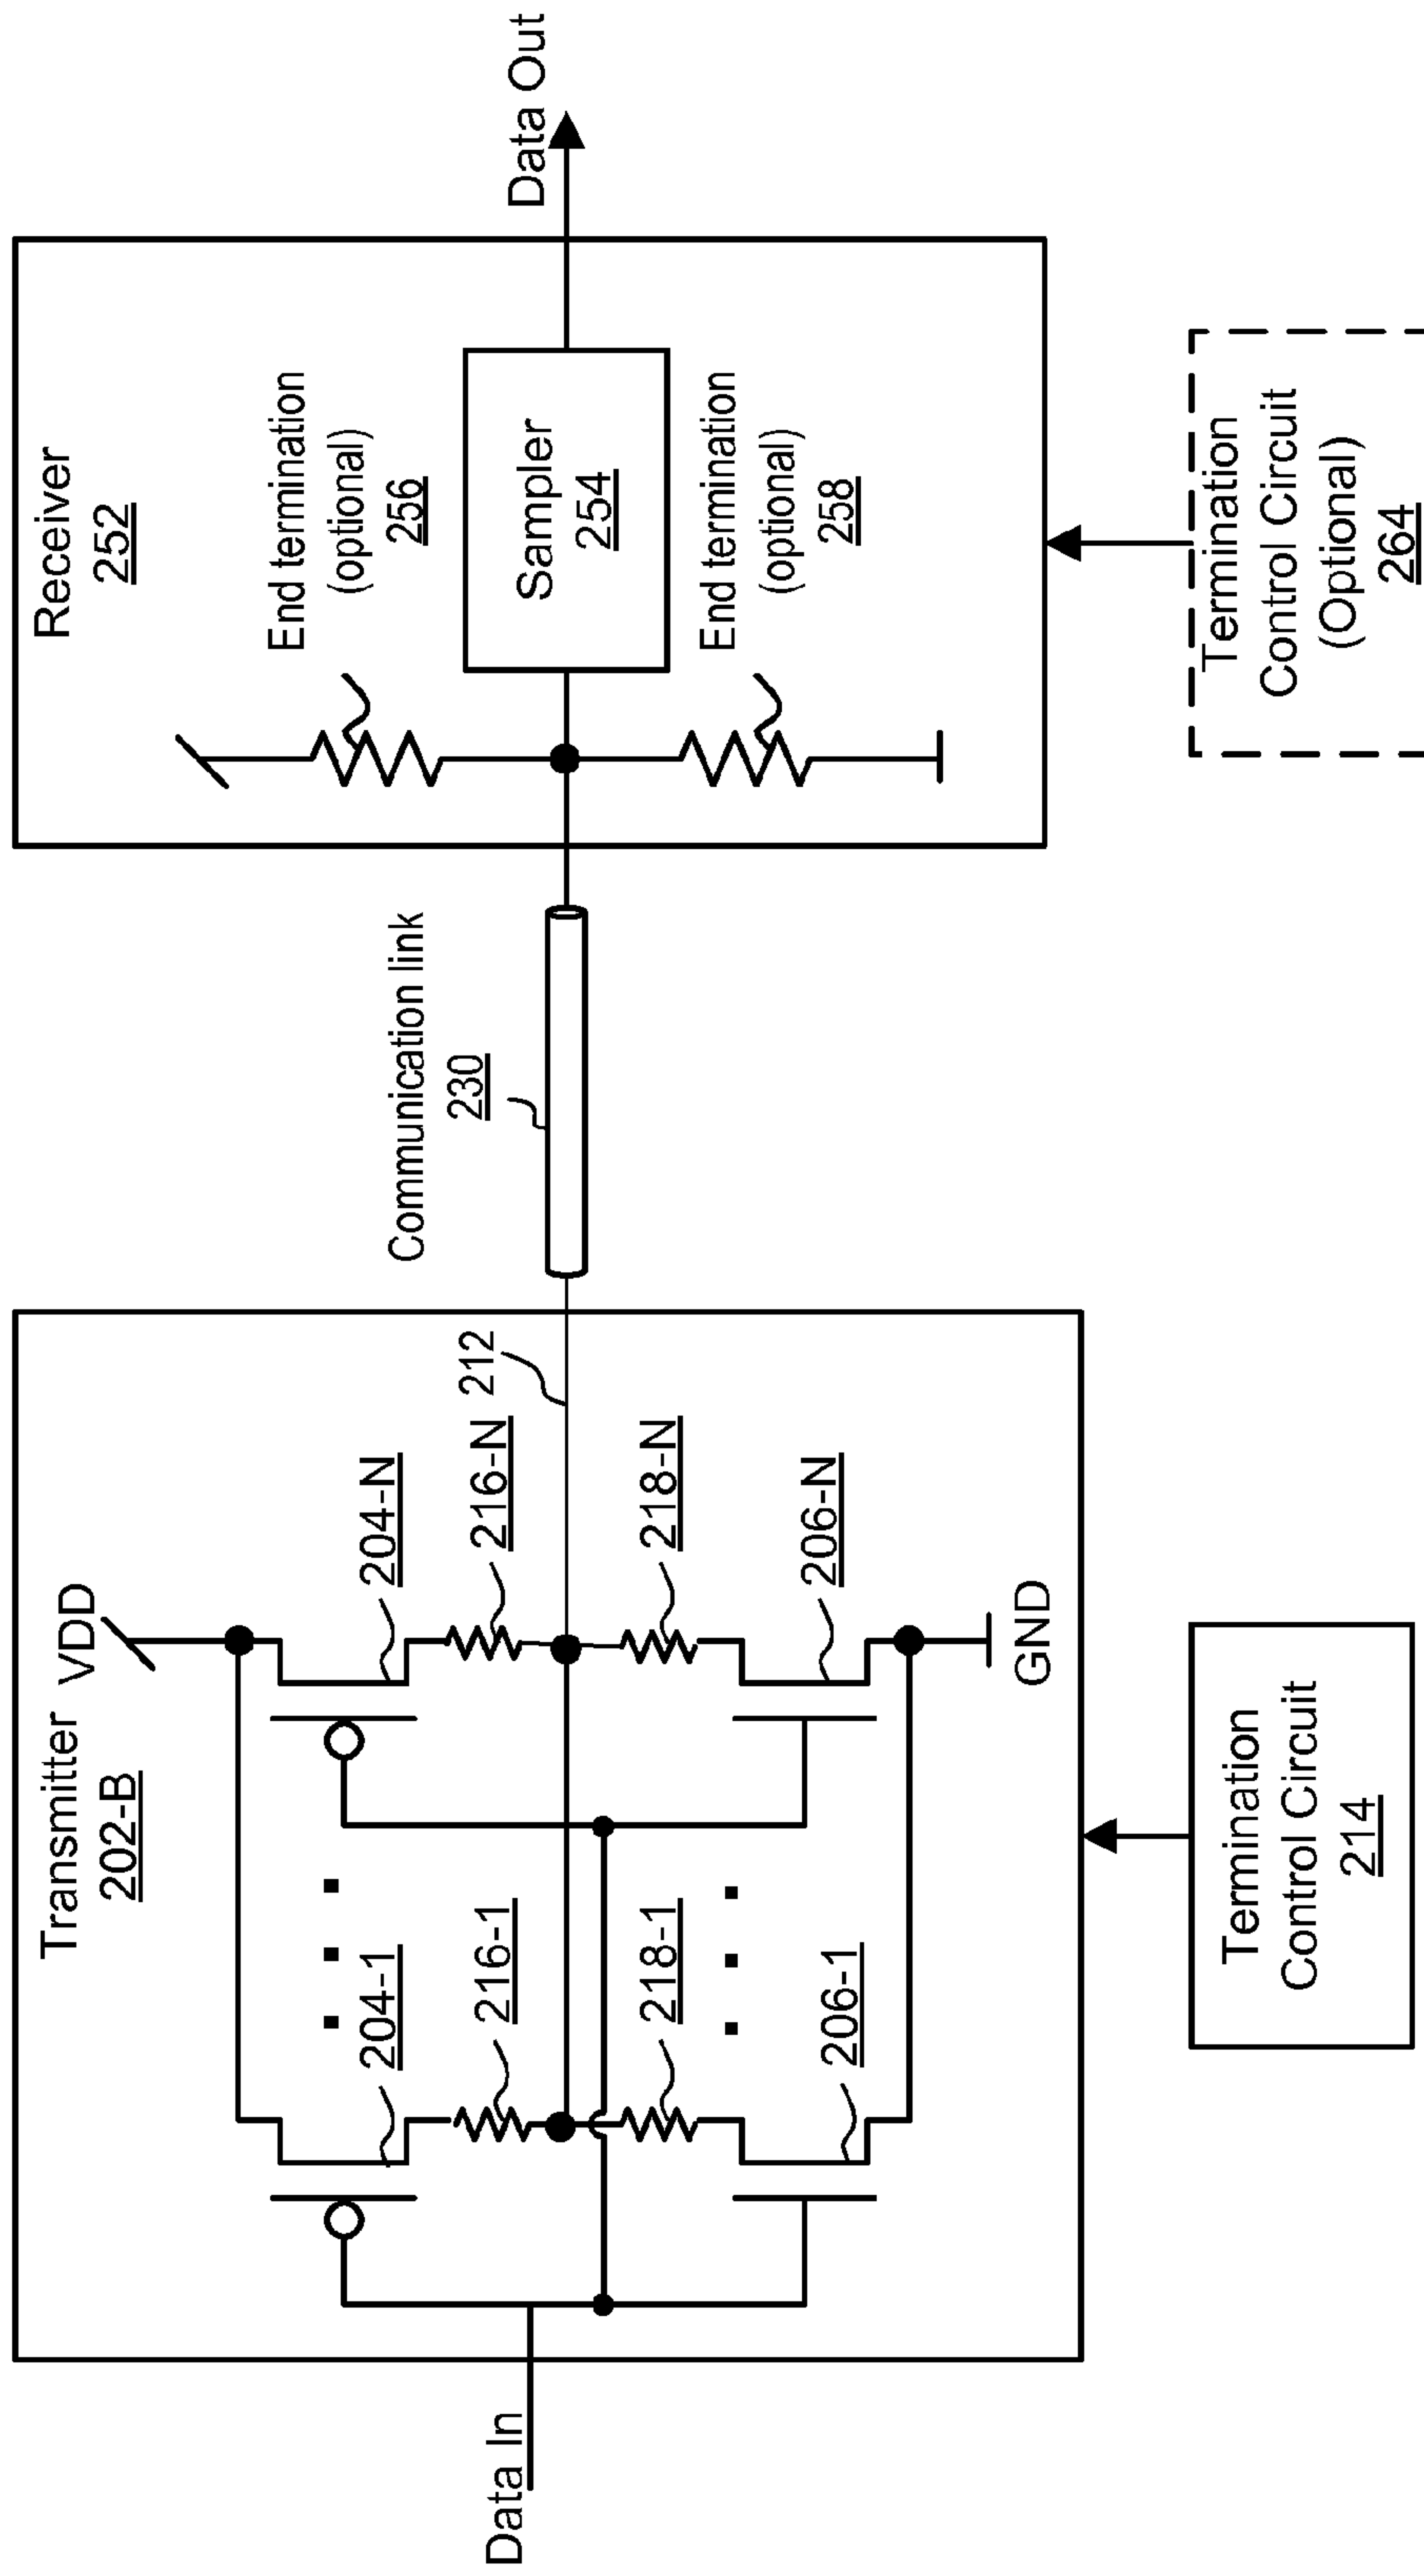 Transmitter
202-B
VDD
204-1
204-N
216-1
216-N
212
218-1
218-N
206-1
206-N
GND
Data In
Termination
Control Circuit
214
Communication link
230
Receiver
252
End termination
(optional)
256
Sampler
254
End termination
(optional)
258
Data Out
Termination
Control Circuit
(Optional)
264